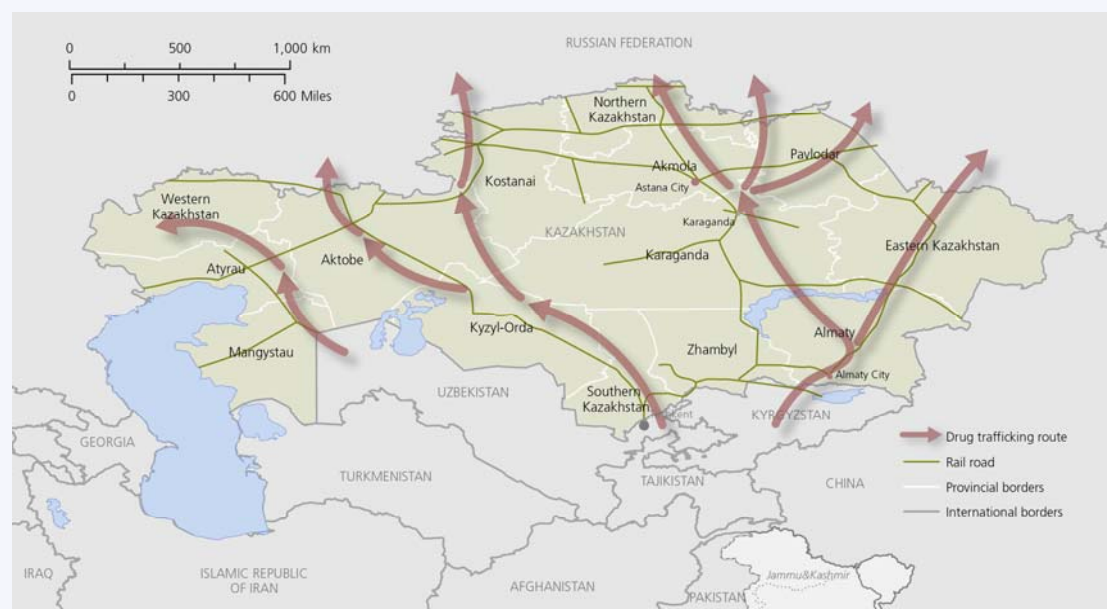 RUSSIAN FEDERATION
0 500 1,000 km
0 300 600 Miles
Northern
Kazakhstan
Pavlodar
Akmola
Kostanai
Astana City
Western
Kazakhstan
Karaganda
KAZAKHSTAN
Eastern Kazakhstan
Karaganda
Aktobe
Atyrau
Kyzyl-Orda
Almaty
Zhambyl
Mangystau
Almaty City
UZBEKISTAN
Southern
Kazakhstan
KYRGYZSTAN
GEORGIA
Drug trafficking route
Rail road
Provincial borders
International borders
TURKMENISTAN
TAJIKISTAN
CHINA
IRAQ
ISLAMIC REPUBLIC
OF IRAN
AFGHANISTAN
PAKISTAN
Jammu&Kashmir